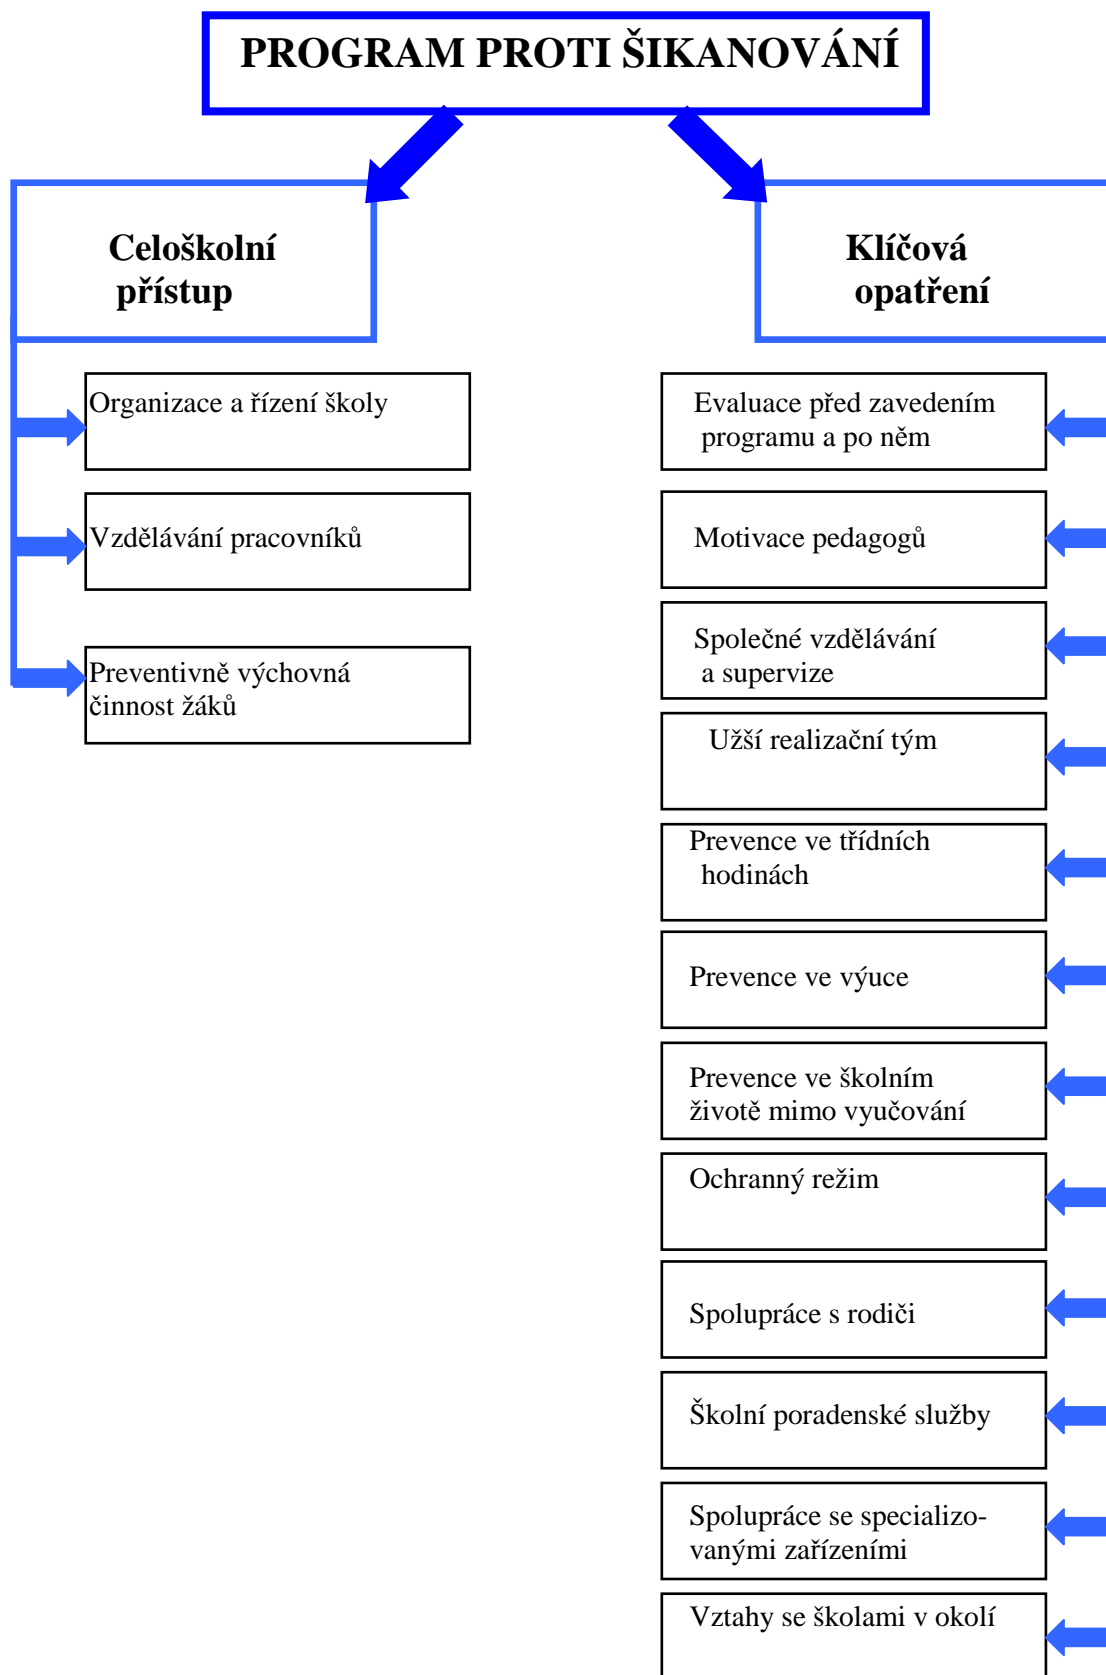 PROGRAM PROTI ŠIKANOVÁNÍ
Celoškolní
přístup
Organizace a řízení školy
Vzdělávání pracovníků
Preventivně výchovná
činnost žáků
Klíčová
opatření
Evaluace před zavedením
programu a po něm
Motivace pedagogů
Společné vzdělávání
a supervize
Užší realizační tým
Prevence ve třídních
hodinách
Prevence ve výuce
Prevence ve školním
životě mimo vyučování
Ochranný režim
Spolupráce s rodiči
Školní poradenské služby
Spolupráce se specializo-
vanými zařízeními
Vztahy se školami v okolí